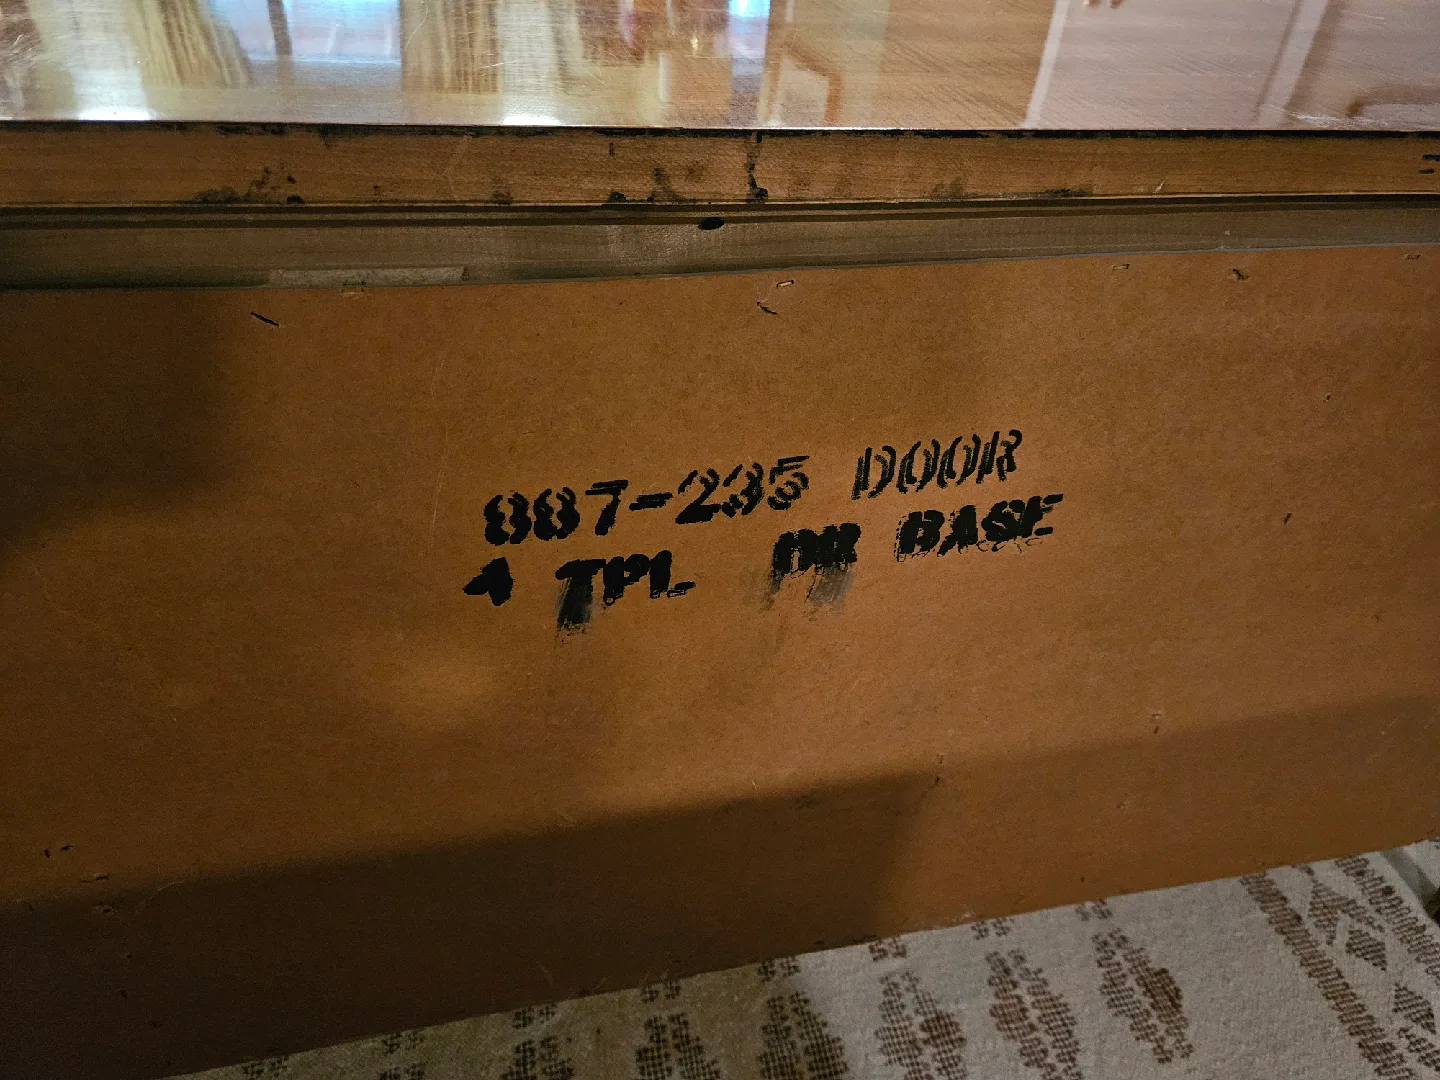 887-235 DOOR
4 TPL DR BASE